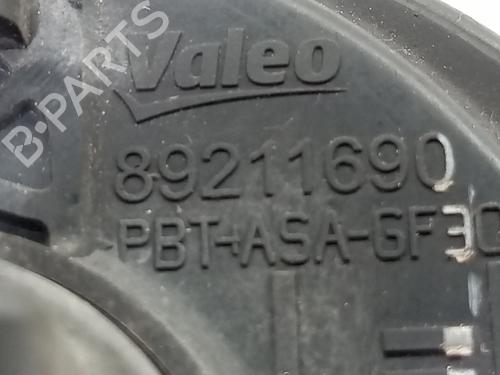 B-PARTS
Valeo
89211690
PBT+ASA-GF30